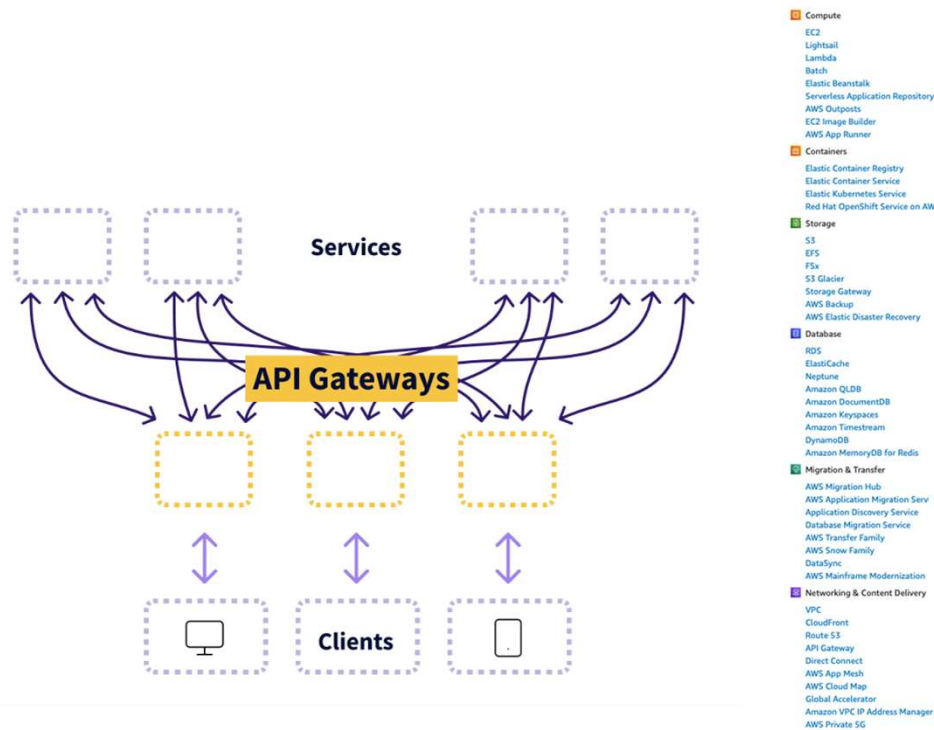 Services
API Gateways
Clients
Compute
EC2
Lightsail
Lambda
Batch
Elastic Beanstalk
Serverless Application Repository
AWS Outposts
EC2 Image Builder
AWS App Runner
Containers
Elastic Container Registry
Elastic Container Service
Elastic Kubernetes Service
Red Hat OpenShift Service on AW
Storage
S3
EFS
FSx
S3 Glacier
Storage Gateway
AWS Backup
AWS Elastic Disaster Recovery
Database
RDS
ElastiCache
Neptune
Amazon QLDB
Amazon DocumentDB
Amazon Keyspaces
Amazon Timestream
DynamoDB
Amazon MemoryDB for Redis
Migration & Transfer
AWS Migration Hub
AWS Application Migration Serv
Application Discovery Service
Database Migration Service
AWS Transfer Family
AWS Snow Family
DataSync
AWS Mainframe Modernization
Networking & Content Delivery
VPC
CloudFront
Route 53
API Gateway
Direct Connect
AWS App Mesh
AWS Cloud Map
Global Accelerator
Amazon VPC IP Address Manager
AWS Private 5G